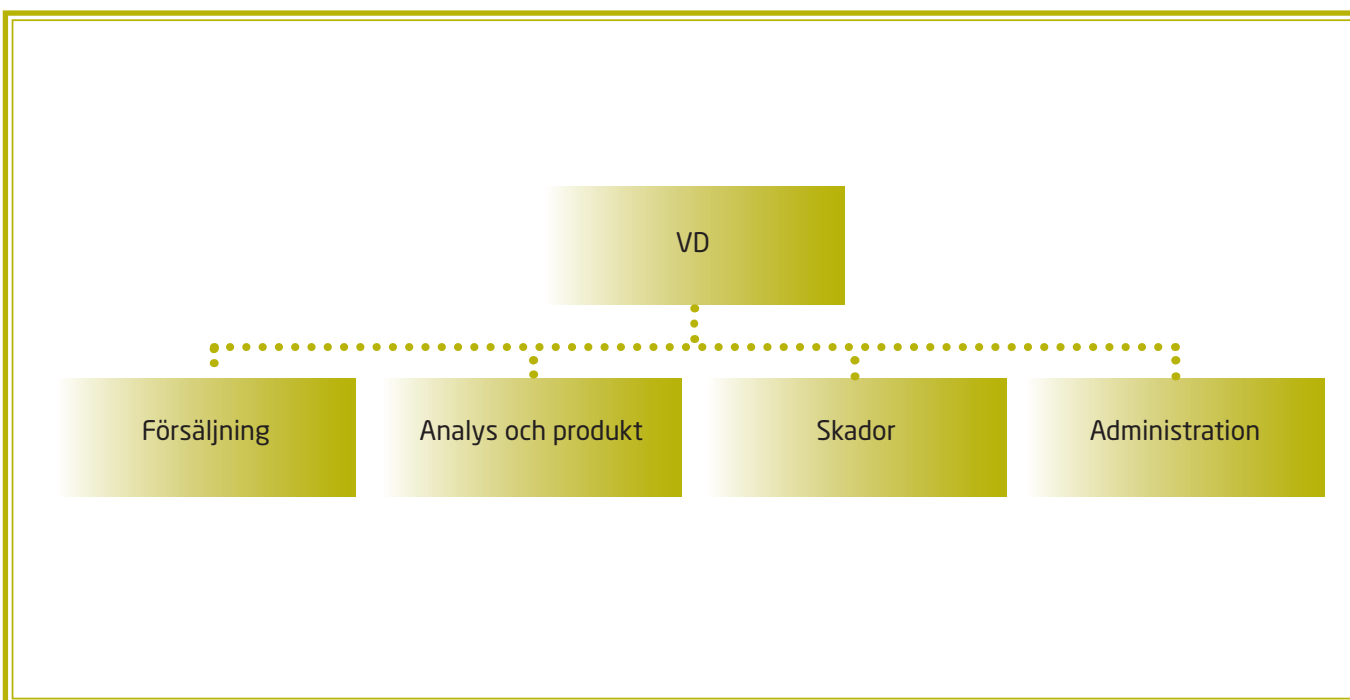 VD
Försäljning
Analys och produkt
Skador
Administration